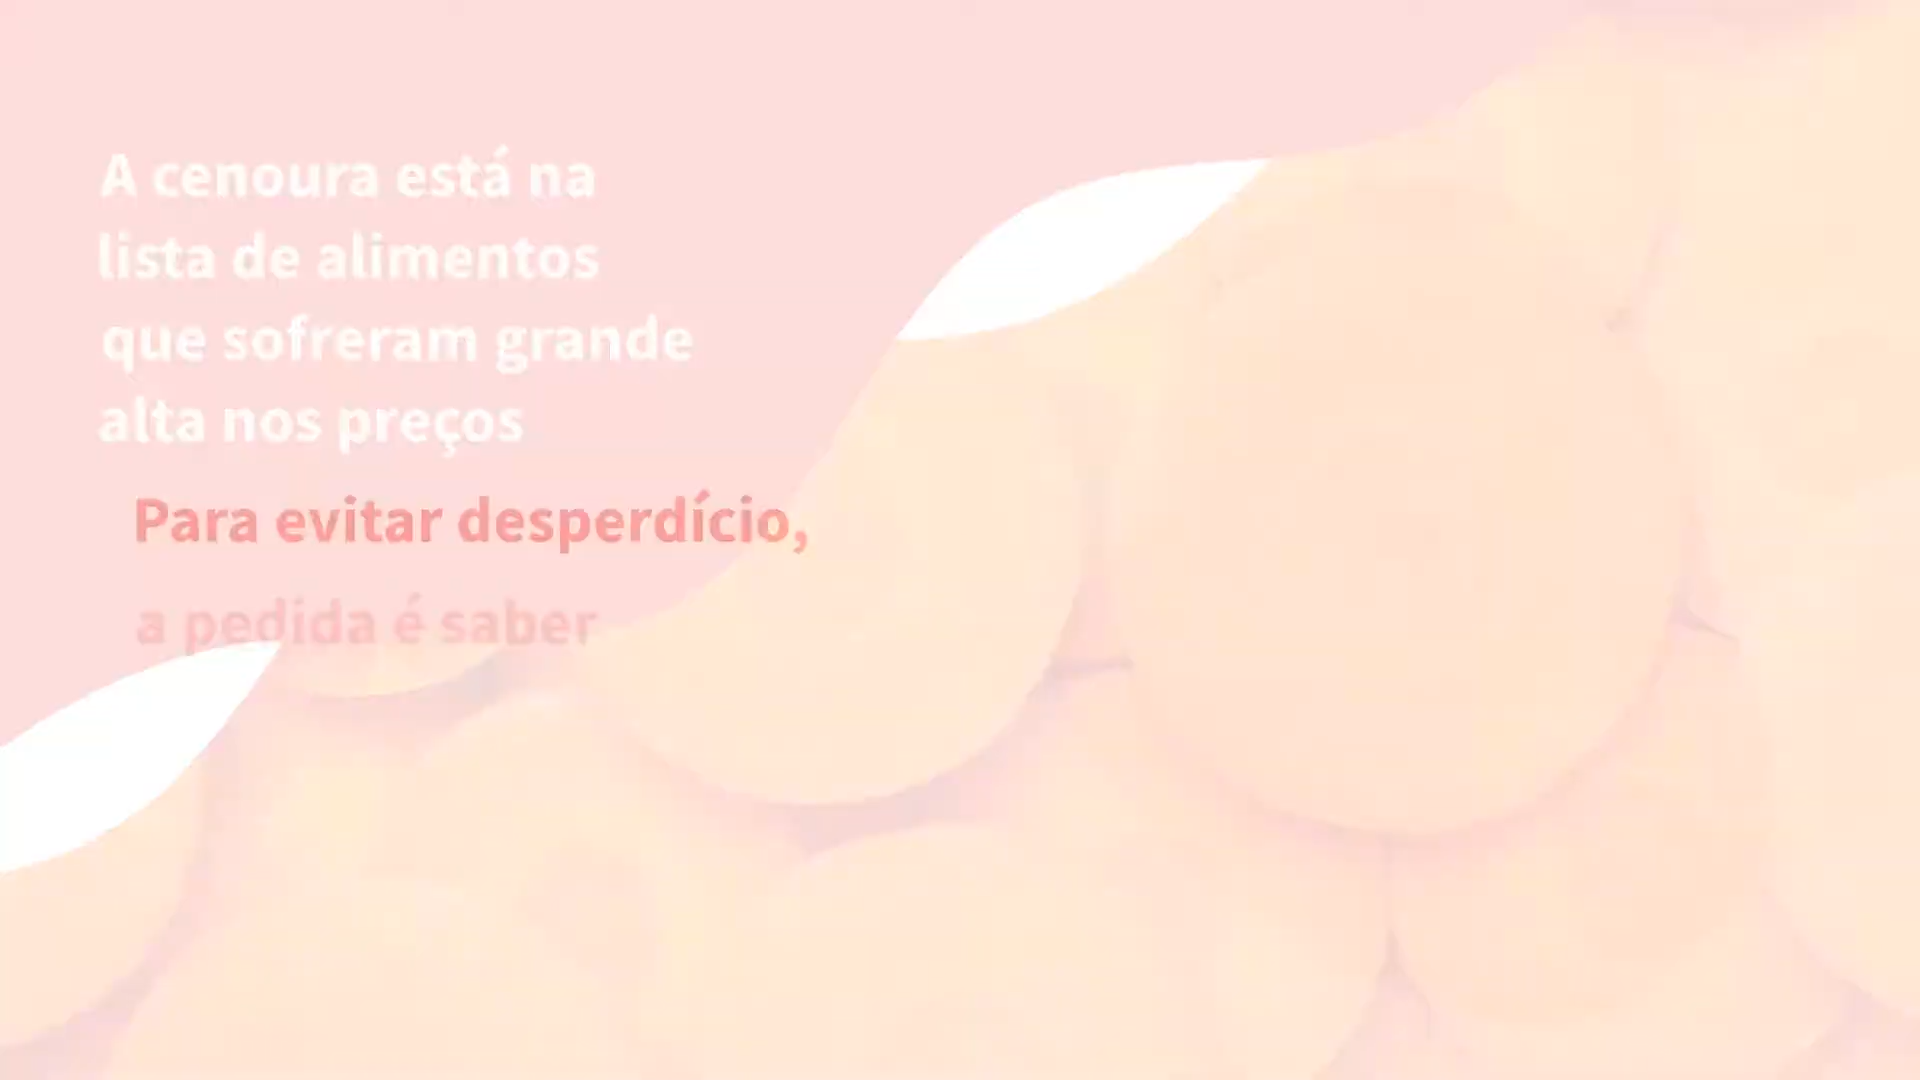 A cenoura está na
lista de alimentos
que sofreram grande
alta nos preços
Para evitar desperdício,
a pedida é saber